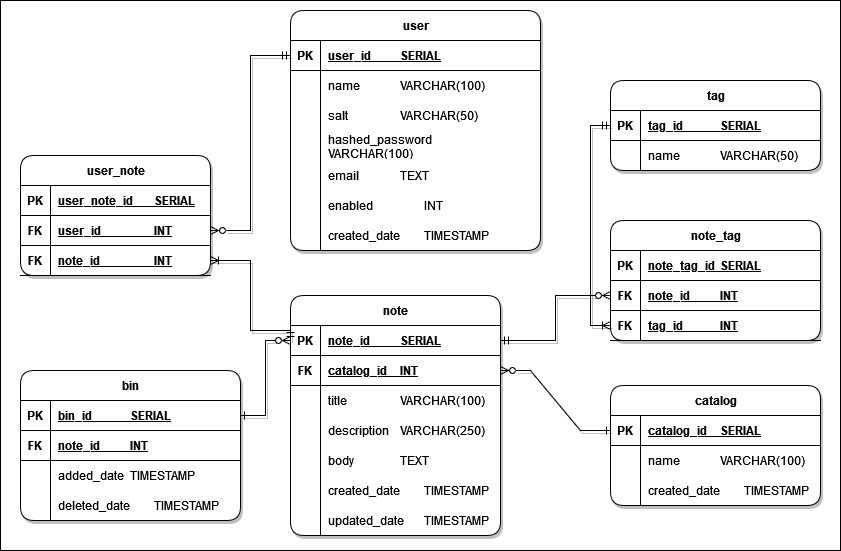 user
PK user_id SERIAL
name VARCHAR(100)
salt VARCHAR(50)
hashed_password
VARCHAR(100)
email TEXT
enabled INT
created_date TIMESTAMP
tag
PK tag_id SERIAL
name VARCHAR(50)
user_note
PK user_note_id SERIAL
FK user_id INT
FK note_id INT
note_tag
PK note_tag_id SERIAL
FK note_id INT
FK tag_id INT
note
PK note_id SERIAL
FK catalog_id INT
title VARCHAR(100)
description VARCHAR(250)
body TEXT
created_date TIMESTAMP
updated_date TIMESTAMP
bin
PK bin_id SERIAL
FK note_id INT
added_date TIMESTAMP
deleted_date TIMESTAMP
catalog
PK catalog_id SERIAL
name VARCHAR(100)
created_date TIMESTAMP